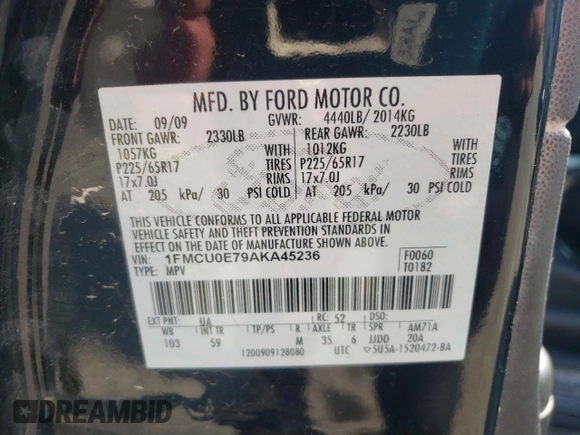 MFD. BY FORD MOTOR CO.
DATE: 09/09 GVWR: 4440LB/ 2014KG
FRONT GAWR: 2330LB REAR GAWR: 2230LB
1057KG WITH 1012KG WITH
P225/65R17 TIRES P225/65R17 TIRES
17x7.0J RIMS 17x7.0J RIMS
AT 205 kPa/ 30 PSI COLD AT 205 kPa/ 30 PSI COLD
THIS VEHICLE CONFORMS TO ALL APPLICABLE FEDERAL MOTOR
VEHICLE SAFETY AND THEFT PREVENTION STANDARDS IN
EFFECT ON THE DATE OF MANUFACTURE SHOWN ABOVE.
VIN: 1FMCU0E79AKA45236 F0060
TYPE: MPV T0182
EXT PNT: UA RC: 52 DSO:
WB INT TR TP/PS R AXLE TR SPR AM71A
103 59 M 3S 6 JJDD 20A
1200909128080 UTC ▽5U5A-1520472-BA
DREAMBID